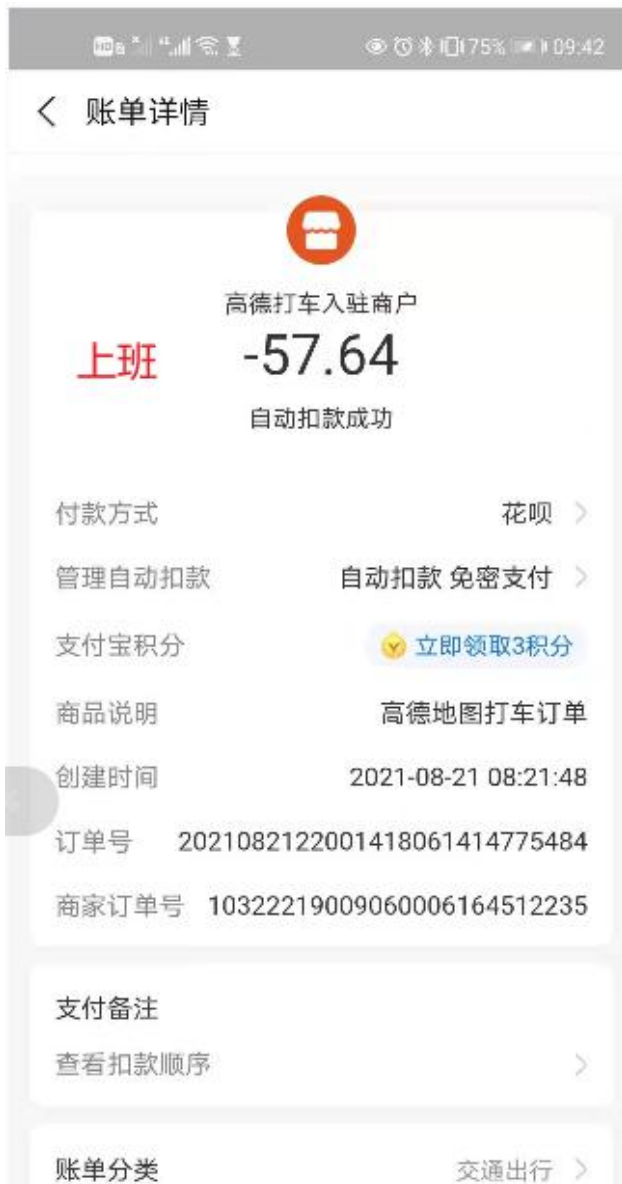 75% 09:42
账单详情
高德打车入驻商户
上班 -57.64
自动扣款成功
付款方式 花呗
管理自动扣款 自动扣款 免密支付
支付宝积分 立即领取3积分
商品说明 高德地图打车订单
创建时间 2021-08-21 08:21:48
订单号 2021082122001418061414775484
商家订单号 10322219009060006164512235
支付备注
查看扣款顺序
账单分类 交通出行